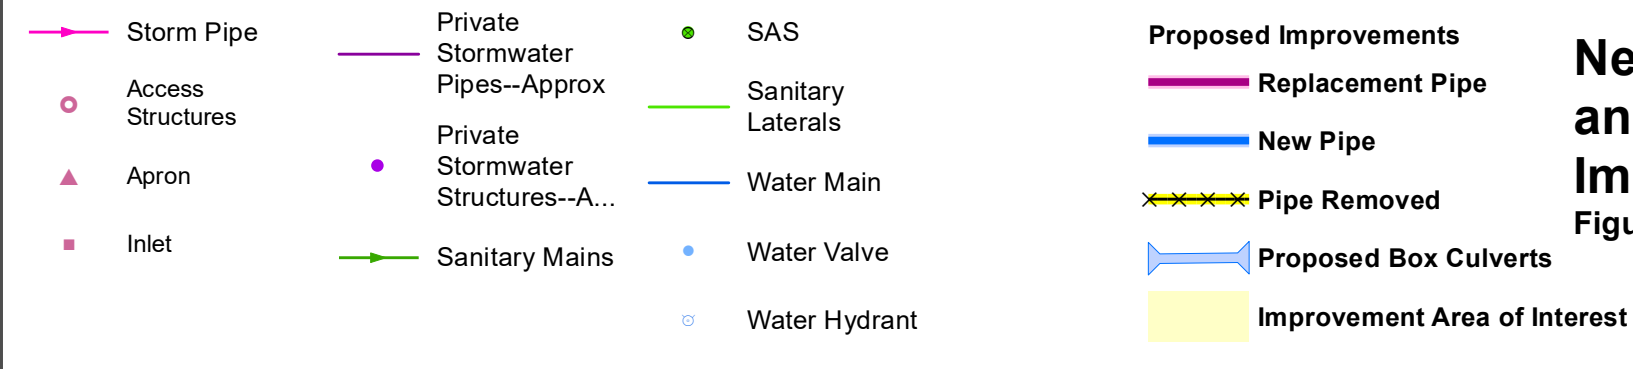 Storm Pipe
Access
Structures
Apron
Inlet
Private
Stormwater
Pipes--Approx
Private
Stormwater
Structures--A...
Sanitary Mains
SAS
Sanitary
Laterals
Water Main
Water Valve
Water Hydrant
Proposed Improvements
Replacement Pipe
New Pipe
Pipe Removed
Proposed Box Culverts
Improvement Area of Interest